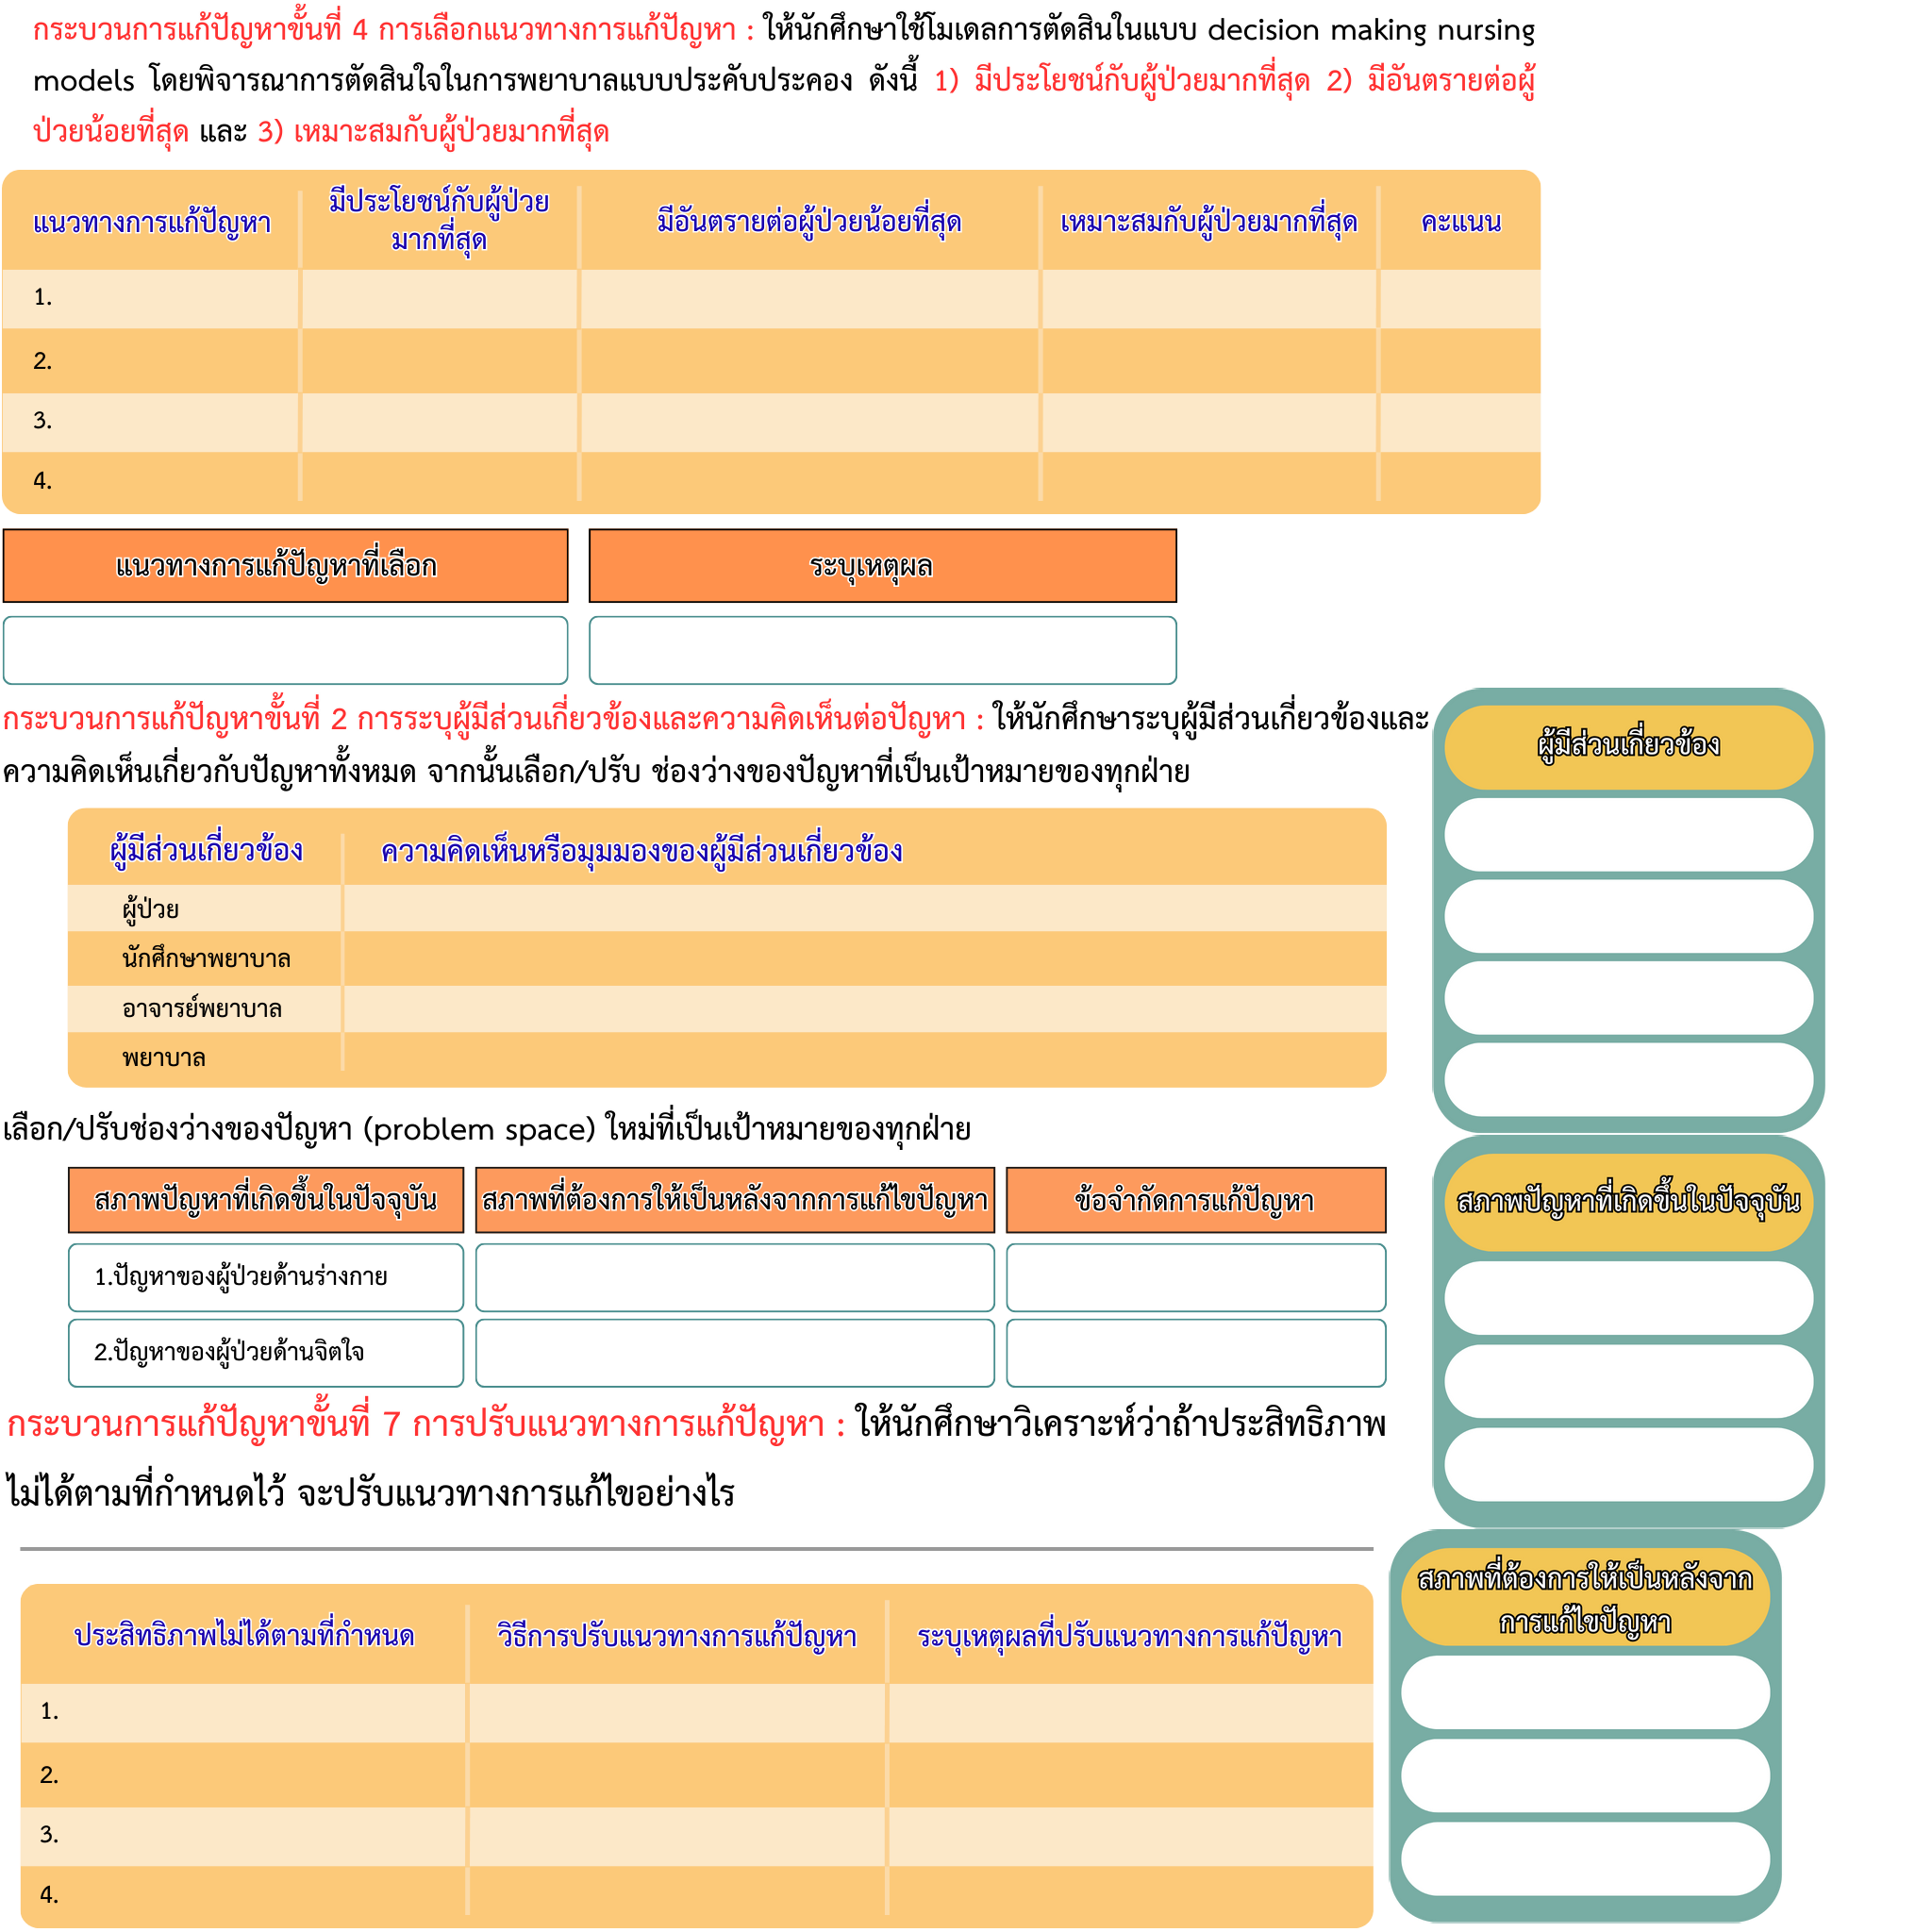 กระบวนการแก้ปัญหาขั้นที่ 4 การเลือกแนวทางการแก้ปัญหา : ให้นักศึกษาใช้โมเดลการตัดสินในแบบ decision making nursing
models โดยพิจารณาการตัดสินใจในการพยาบาลแบบประคับประคอง ดังนี้ 1) มีประโยชน์กับผู้ป่วยมากที่สุด 2) มีอันตรายต่อผู้
ป่วยน้อยที่สุด และ 3) เหมาะสมกับผู้ป่วยมากที่สุด
แนวทางการแก้ปัญหา
มีประโยชน์กับผู้ป่วย
มากที่สุด
มีอันตรายต่อผู้ป่วยน้อยที่สุด
เหมาะสมกับผู้ป่วยมากที่สุด
คะแนน
1.
2.
3.
4.
แนวทางการแก้ปัญหาที่เลือก
ระบุเหตุผล
กระบวนการแก้ปัญหาขั้นที่ 2 การระบุผู้มีส่วนเกี่ยวข้องและความคิดเห็นต่อปัญหา : ให้นักศึกษาระบุผู้มีส่วนเกี่ยวข้องและ
ความคิดเห็นเกี่ยวกับปัญหาทั้งหมด จากนั้นเลือก/ปรับ ช่องว่างของปัญหาที่เป็นเป้าหมายของทุกฝ่าย
ผู้มีส่วนเกี่ยวข้อง
ความคิดเห็นหรือมุมมองของผู้มีส่วนเกี่ยวข้อง
ผู้ป่วย
นักศึกษาพยาบาล
อาจารย์พยาบาล
พยาบาล
ผู้มีส่วนเกี่ยวข้อง
เลือก/ปรับช่องว่างของปัญหา (problem space) ใหม่ที่เป็นเป้าหมายของทุกฝ่าย
สภาพปัญหาที่เกิดขึ้นในปัจจุบัน
สภาพที่ต้องการให้เป็นหลังจากการแก้ไขปัญหา
ข้อจำกัดการแก้ปัญหา
1.ปัญหาของผู้ป่วยด้านร่างกาย
2.ปัญหาของผู้ป่วยด้านจิตใจ
สภาพปัญหาที่เกิดขึ้นในปัจจุบัน
กระบวนการแก้ปัญหาขั้นที่ 7 การปรับแนวทางการแก้ปัญหา : ให้นักศึกษาวิเคราะห์ว่าถ้าประสิทธิภาพ
ไม่ได้ตามที่กำหนดไว้ จะปรับแนวทางการแก้ไขอย่างไร
ประสิทธิภาพไม่ได้ตามที่กำหนด
วิธีการปรับแนวทางการแก้ปัญหา
ระบุเหตุผลที่ปรับแนวทางการแก้ปัญหา
1.
2.
3.
4.
สภาพที่ต้องการให้เป็นหลังจาก
การแก้ไขปัญหา